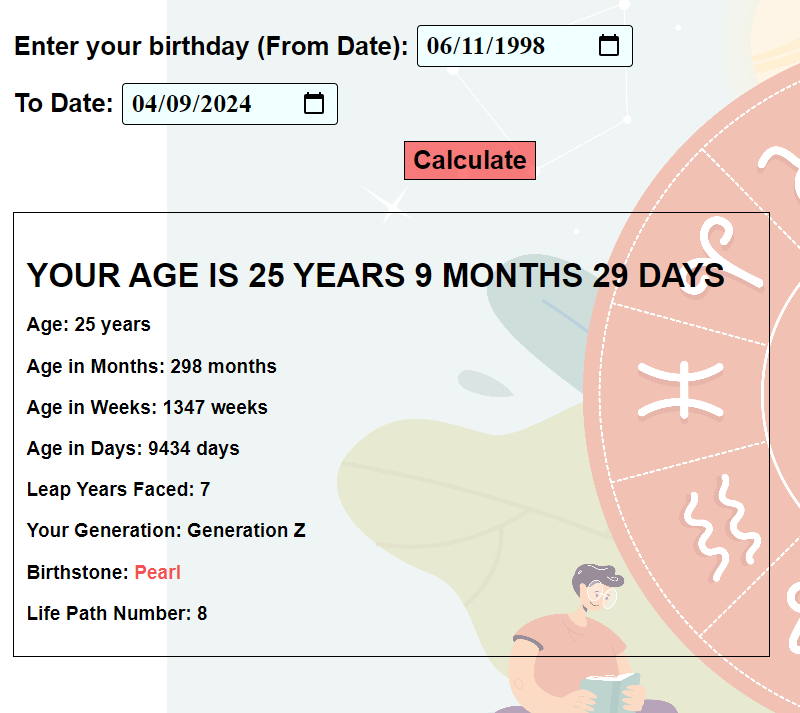 Enter your birthday (From Date): 06/11/1998
To Date: 04/09/2024
Calculate
YOUR AGE IS 25 YEARS 9 MONTHS 29 DAYS
Age: 25 years
Age in Months: 298 months
Age in Weeks: 1347 weeks
Age in Days: 9434 days
Leap Years Faced: 7
Your Generation: Generation Z
Birthstone: Pearl
Life Path Number: 8